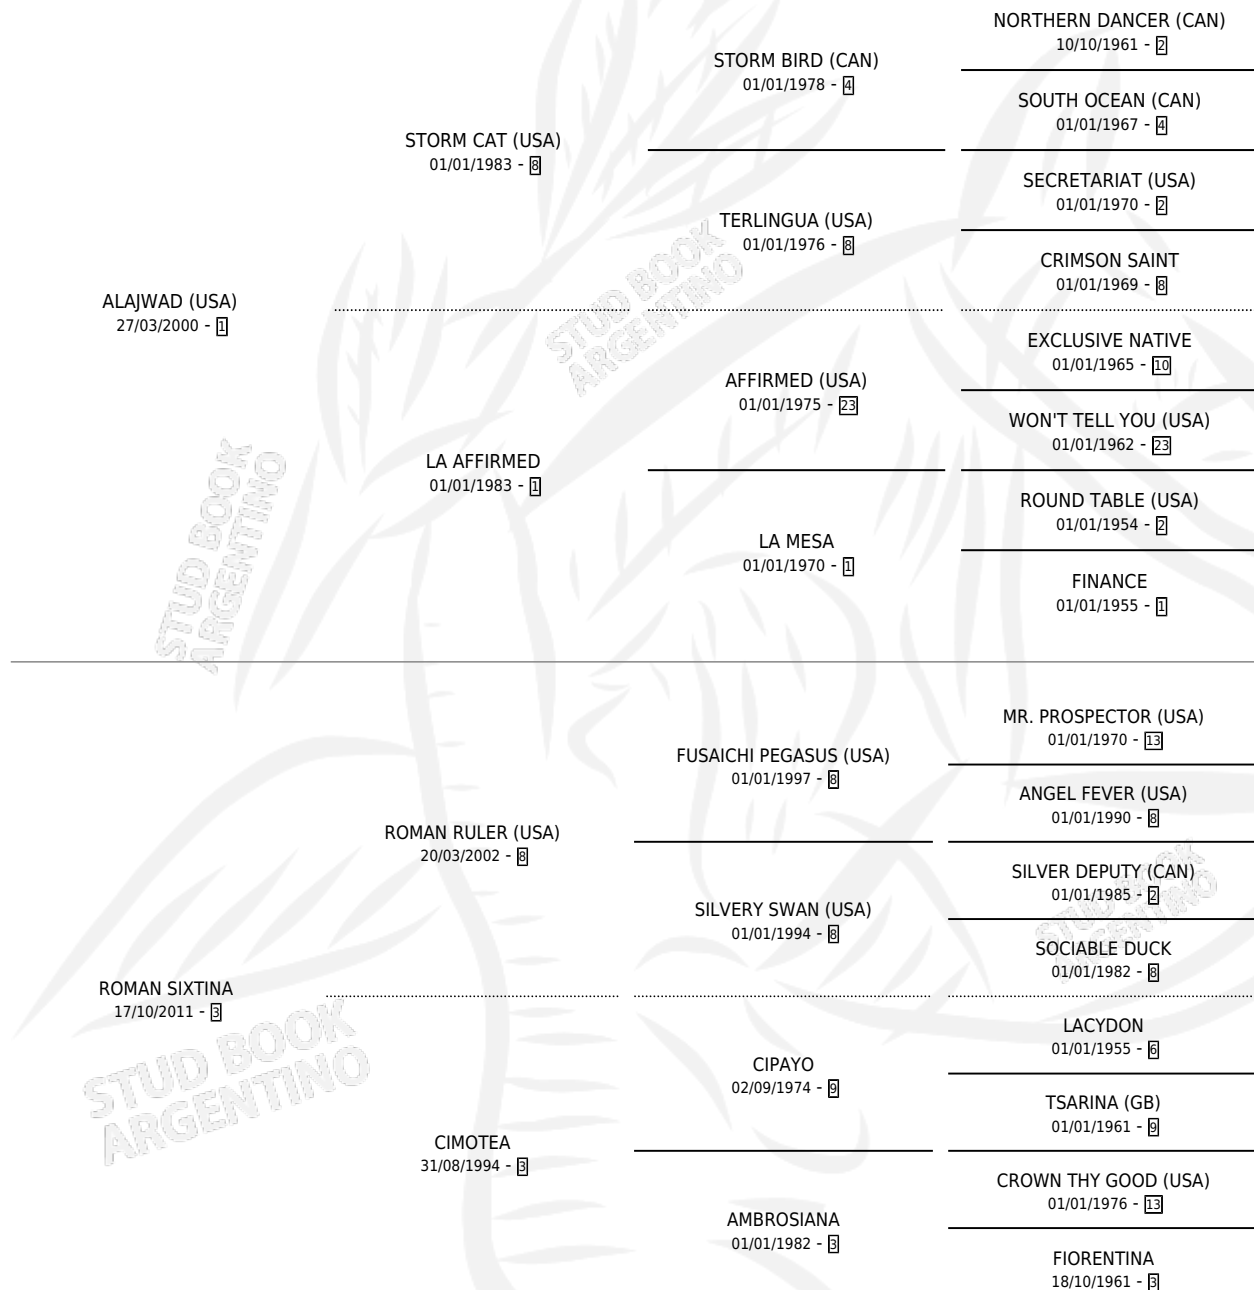 NORTHERN DANCER (CAN)
10/10/1961 - 2
STORM BIRD (CAN)
01/01/1978 - 4
SOUTH OCEAN (CAN)
01/01/1967 - 4
STORM CAT (USA)
01/01/1983 - 8
SECRETARIAT (USA)
01/01/1970 - 2
TERLINGUA (USA)
01/01/1976 - 8
CRIMSON SAINT
01/01/1969 - 8
ALAJWAD (USA)
27/03/2000 - 1
EXCLUSIVE NATIVE
01/01/1965 - 10
AFFIRMED (USA)
01/01/1975 - 23
WON'T TELL YOU (USA)
01/01/1962 - 23
LA AFFIRMED
01/01/1983 - 1
ROUND TABLE (USA)
01/01/1954 - 2
LA MESA
01/01/1970 - 1
FINANCE
01/01/1955 - 1
MR. PROSPECTOR (USA)
01/01/1970 - 13
FUSAICHI PEGASUS (USA)
01/01/1997 - 8
ANGEL FEVER (USA)
01/01/1990 - 8
ROMAN RULER (USA)
20/03/2002 - 8
SILVER DEPUTY (CAN)
01/01/1985 - 2
SILVERY SWAN (USA)
01/01/1994 - 8
SOCIABLE DUCK
01/01/1982 - 8
ROMAN SIXTINA
17/10/2011 - 3
LACYDON
01/01/1955 - 6
CIPAYO
02/09/1974 - 9
TSARINA (GB)
01/01/1961 - 9
CIMOTEA
31/08/1994 - 3
CROWN THY GOOD (USA)
01/01/1976 - 13
AMBROSIANA
01/01/1982 - 3
FIORENTINA
18/10/1961 - 3
STUD BOOK
ARGENTINO
STUD BOOK
ARGENTINO
STUD BOOK
ARGENTINO
STUD BOOK
ARGENTINO